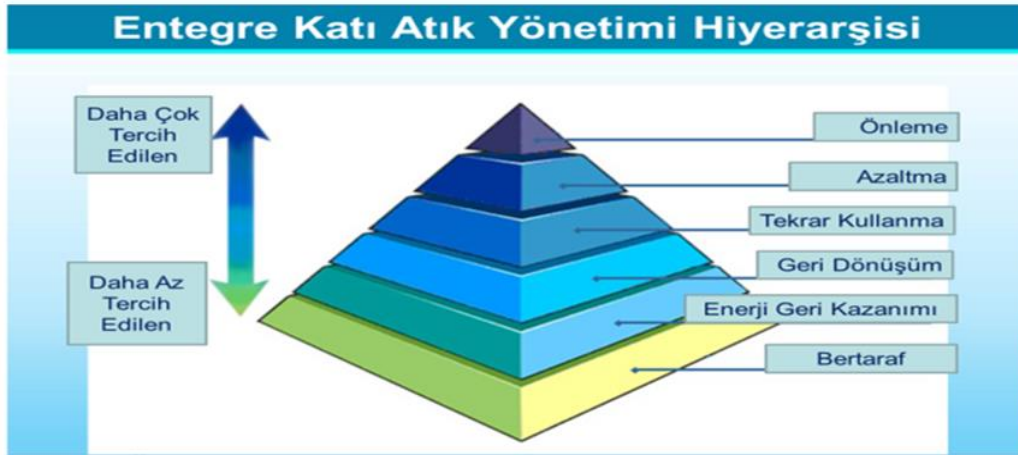 Entegre Katı Atık Yönetimi Hiyerarşisi
Daha Çok
Tercih
Edilen
Daha Az
Tercih
Edilen
Önleme
Azaltma
Tekrar Kullanma
Geri Dönüşüm
Enerji Geri Kazanımı
Bertaraf